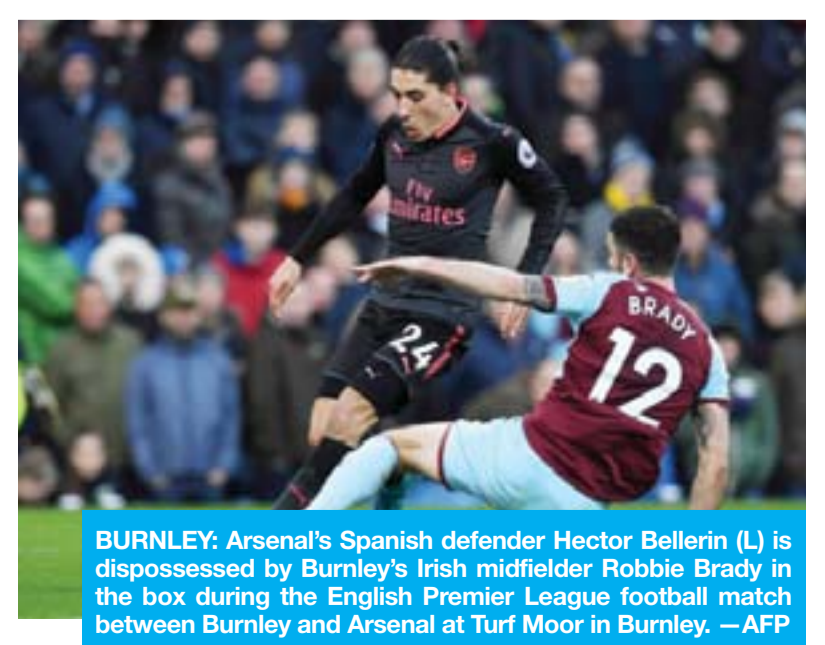 Fly
Emirates
24
BRADY
12
BURNLEY: Arsenal's Spanish defender Hector Bellerin (L) is
dispossessed by Burnley's Irish midfielder Robbie Brady in
the box during the English Premier League football match
between Burnley and Arsenal at Turf Moor in Burnley. —AFP